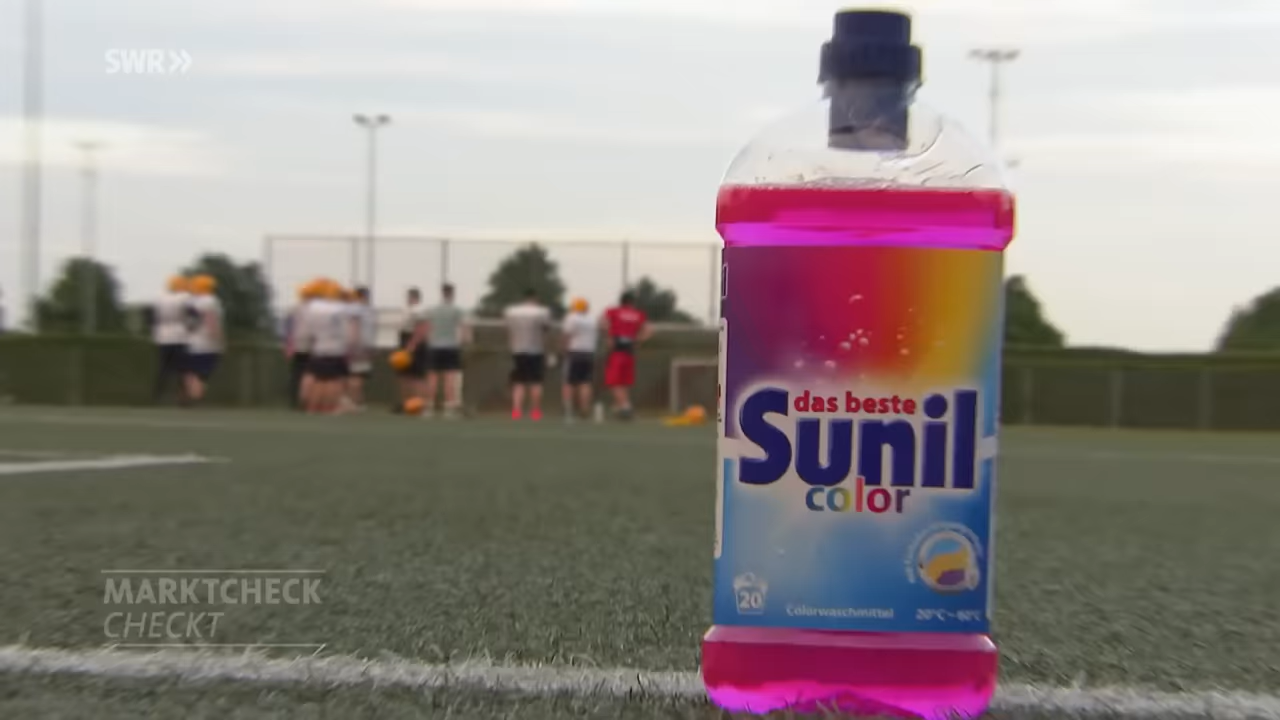 SWR»
das beste
Sunil
color
20
Colorwaschmittel
20°C-60°C
MARKTCHECK
CHECKT